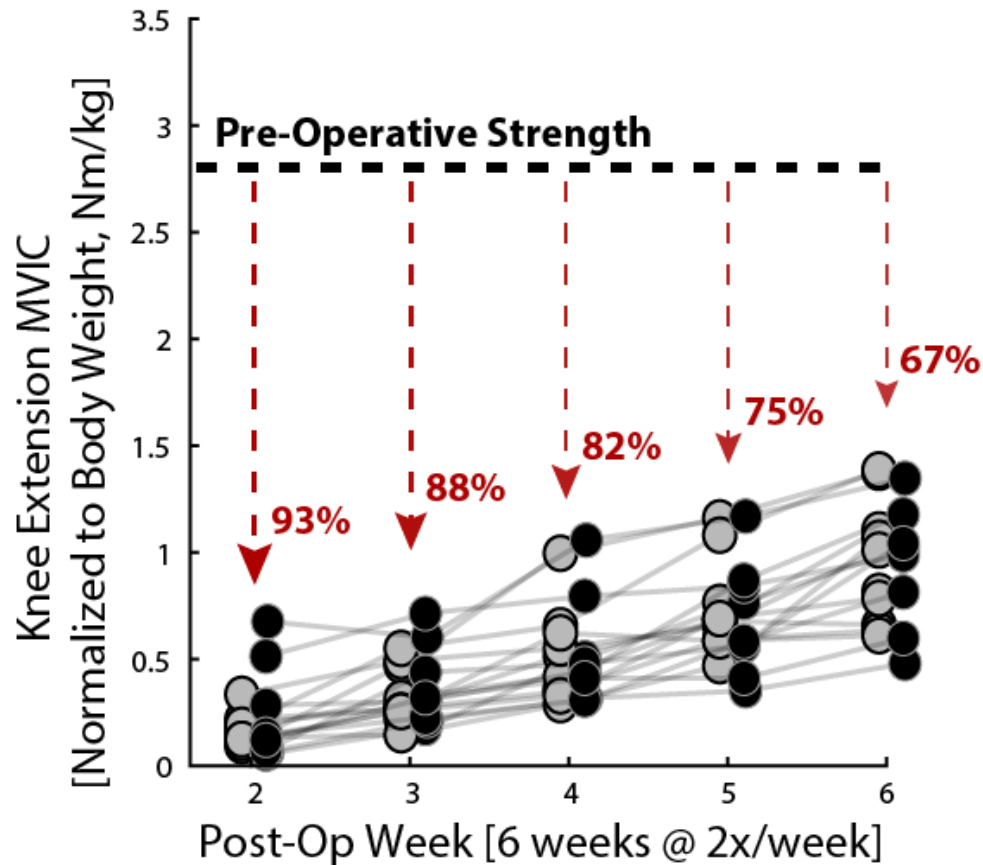 3.5
3
2.5
2
1.5
1
0.5
0
Knee Extension MVIC
[Normalized to Body Weight, Nm/kg]
Pre-Operative Strength
93%
88%
82%
75%
67%
2 3 4 5 6
Post-Op Week [6 weeks @ 2x/week]